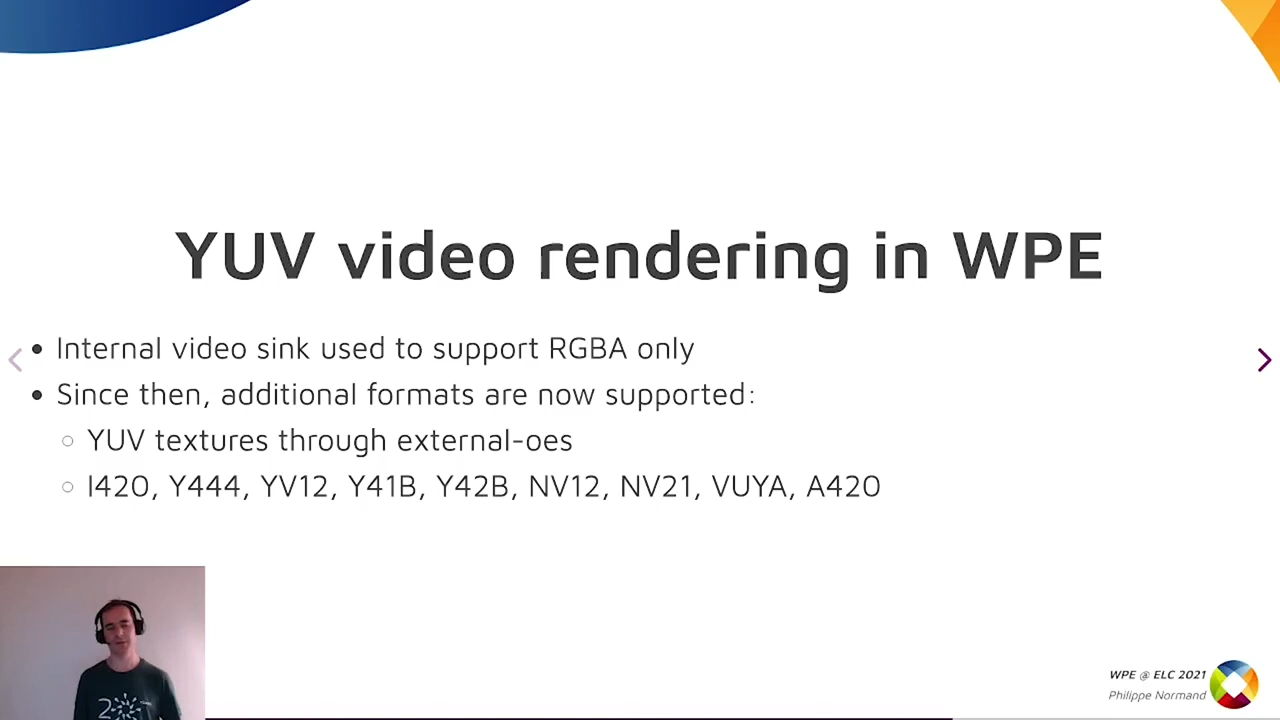 YUV video rendering in WPE
Internal video sink used to support RGBA only
Since then, additional formats are now supported:
YUV textures through external-oes
I420, Y444, YV12, Y41B, Y42B, NV12, NV21, VUYA, A420
WPE @ ELC 2021
Philippe Normand